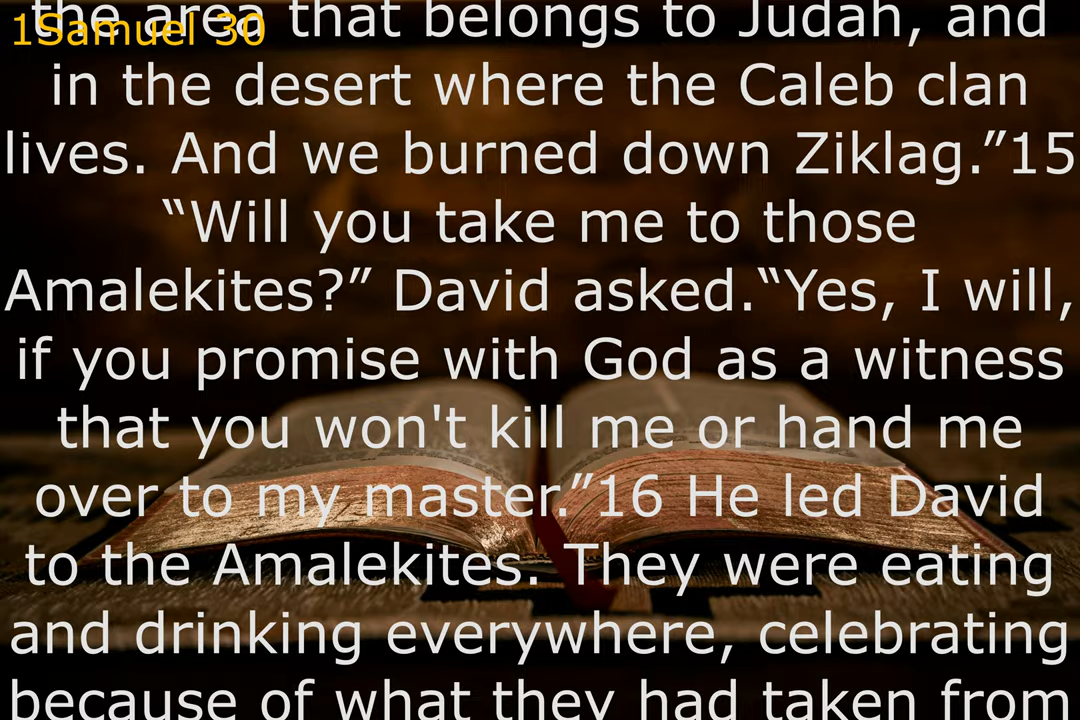 1Samuel 30
the area that belongs to Judah, and
in the desert where the Caleb clan
lives. And we burned down Ziklag.”15
“Will you take me to those
Amalekites?” David asked.“Yes, I will,
if you promise with God as a witness
that you won't kill me or hand me
over to my master.”16 He led David
to the Amalekites. They were eating
and drinking everywhere, celebrating
because of what they had taken from